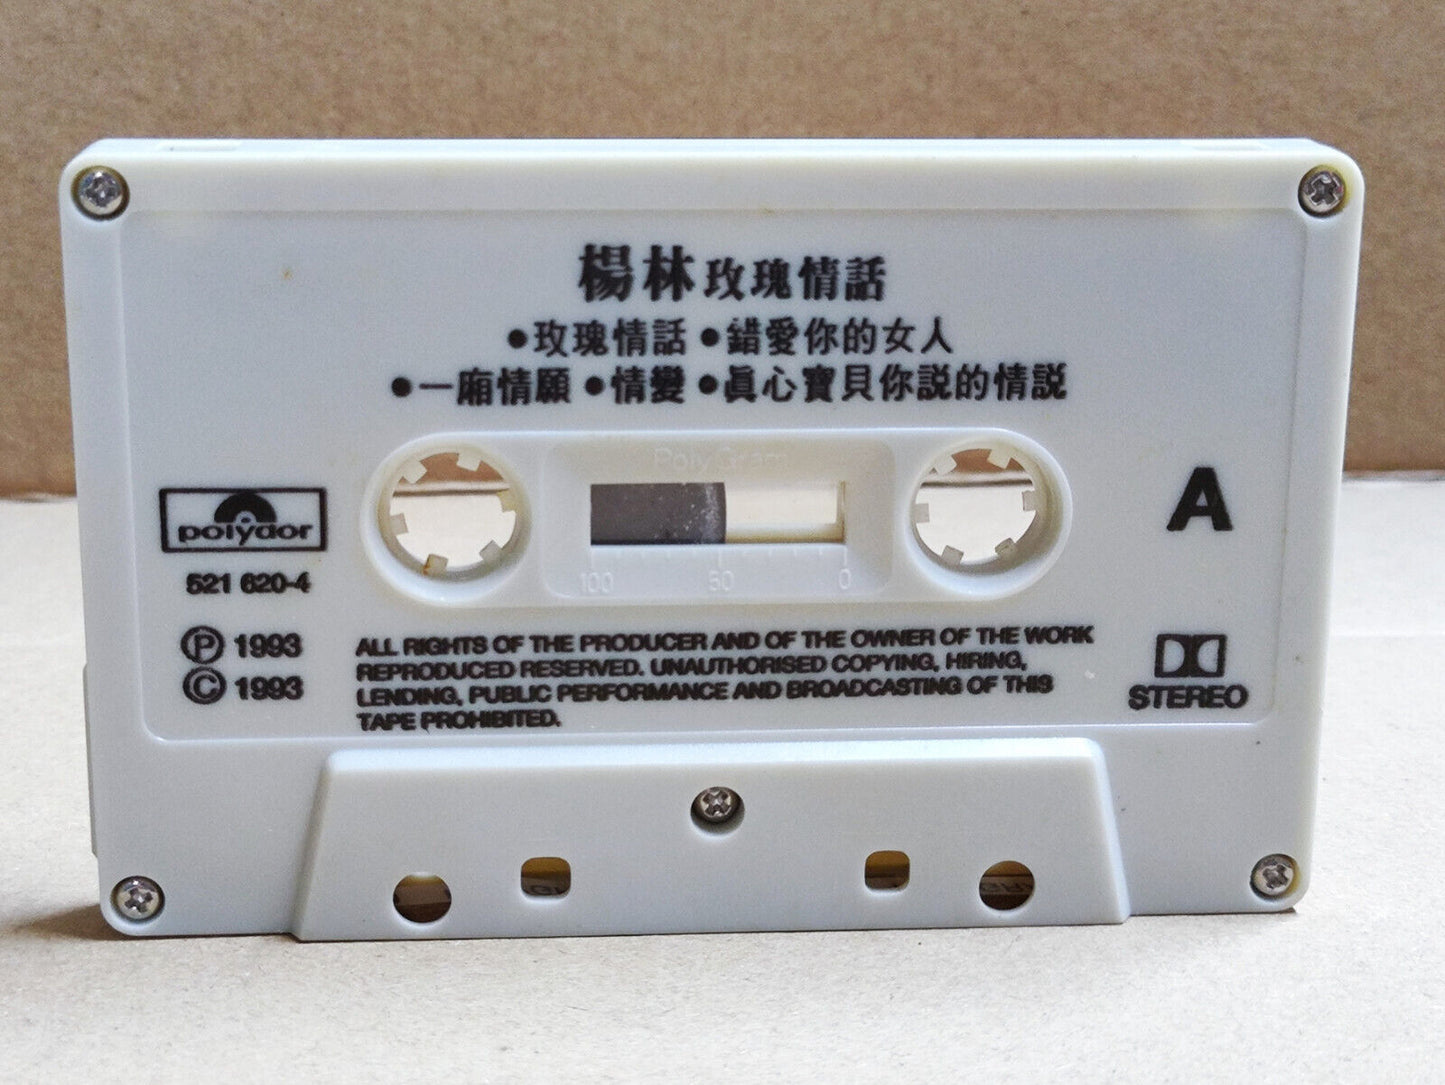 楊林玫瑰情話
●玫瑰情話 ●錯愛你的女人
●一廂情願 ●情變 ●眞心寶貝你説的情説
PolyGram
100 50 0
A
polydor
521 620-4
Ⓟ 1993
© 1993
ALL RIGHTS OF THE PRODUCER AND OF THE OWNER OF THE WORK
REPRODUCED RESERVED. UNAUTHORISED COPYING, HIRING,
LENDING, PUBLIC PERFORMANCE AND BROADCASTING OF THIS
TAPE PROHIBITED.
STEREO